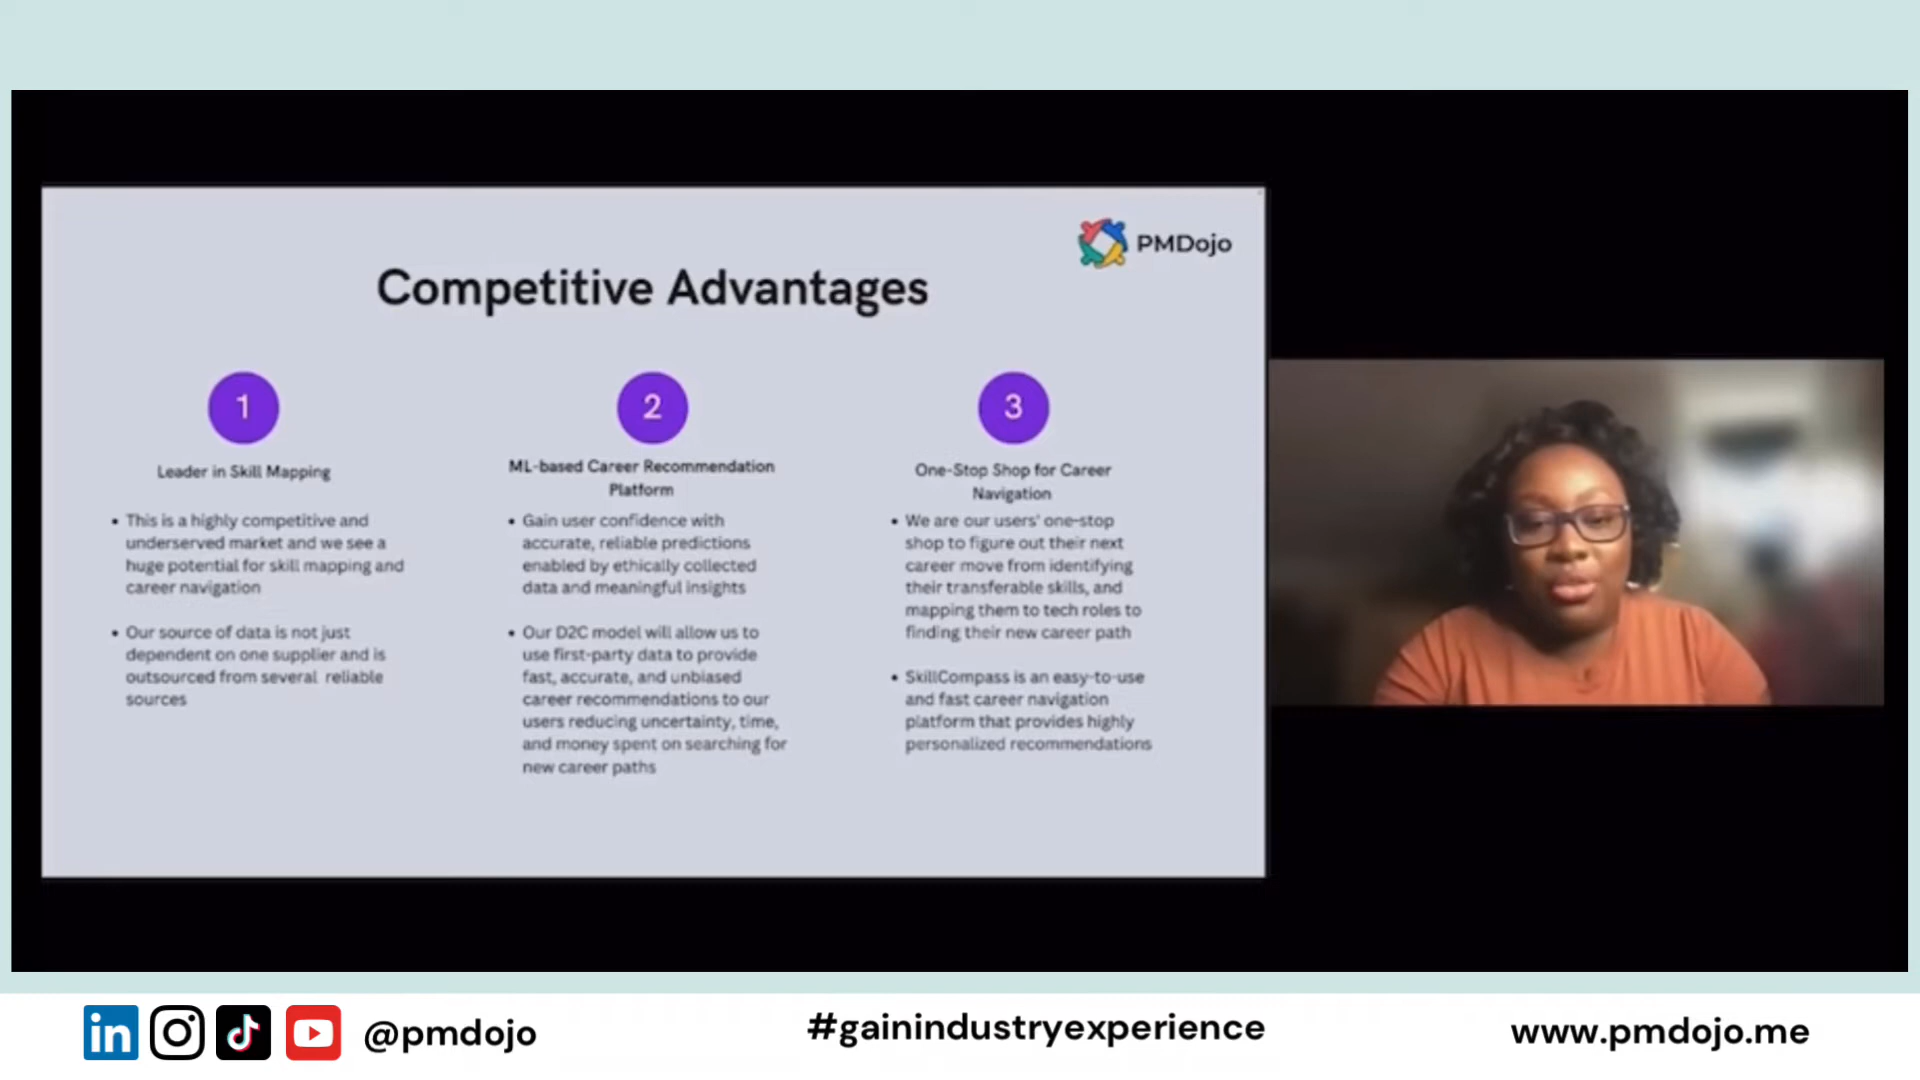 PMDojo
Competitive Advantages
1
Leader in Skill Mapping
• This is a highly competitive and
underserved market and we see a
huge potential for skill mapping and
career navigation
• Our source of data is not just
dependent on one supplier and is
outsourced from several reliable
sources
2
ML-based Career Recommendation
Platform
• Gain user confidence with
accurate, reliable predictions
enabled by ethically collected
data and meaningful insights
• Our D2C model will allow us to
use first-party data to provide
fast, accurate, and unbiased
career recommendations to our
users reducing uncertainty, time,
and money spent on searching for
new career paths
3
One-Stop Shop for Career
Navigation
• We are our users' one-stop
shop to figure out their next
career move from identifying
their transferable skills, and
mapping them to tech roles to
finding their new career path
• SkillCompass is an easy-to-use
and fast career navigation
platform that provides highly
personalized recommendations
in
@pmdojo
#gainindustryexperience
www.pmdojo.me